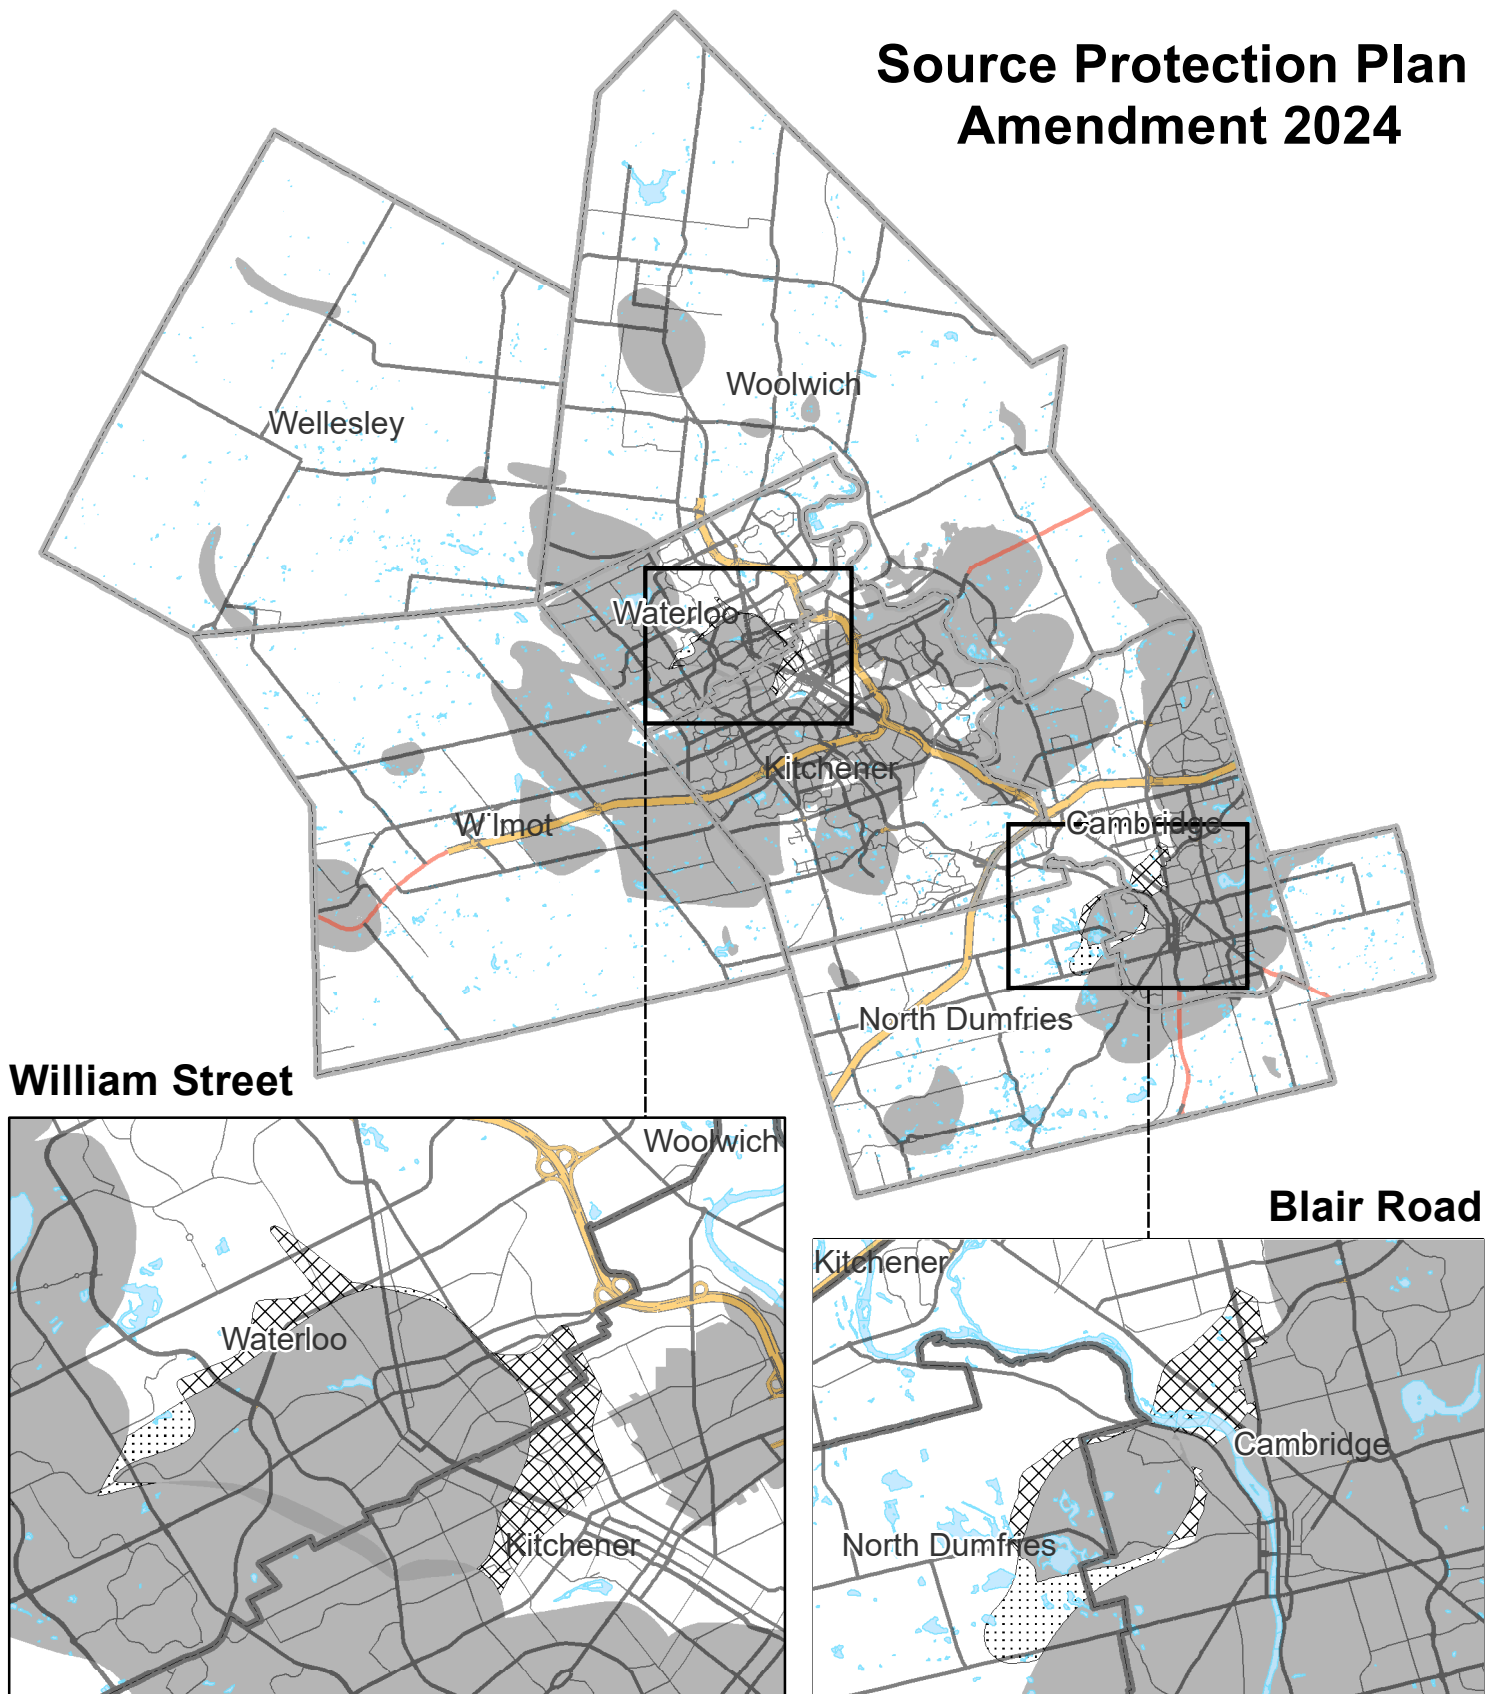 Source Protection Plan
Amendment 2024
Woolwich
Wellesley
Waterloo
Kitchener
Wilmot
Cambridge
North Dumfries
William Street
Woolwich
Waterloo
Kitchener
Blair Road
Kitchener
Cambridge
North Dumfries